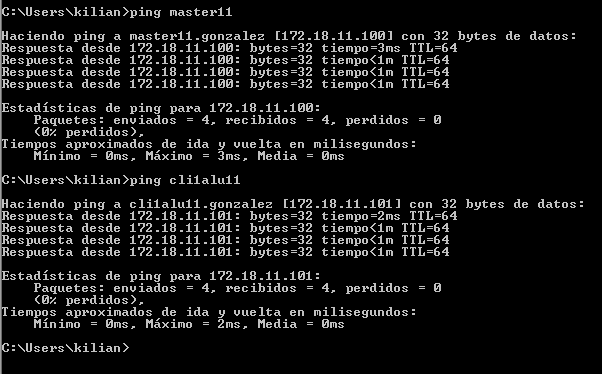 C:\Users\kilian>ping master11
Haciendo ping a master11.gonzalez [172.18.11.100] con 32 bytes de datos:
Respuesta desde 172.18.11.100: bytes=32 tiempo=3ms TTL=64
Respuesta desde 172.18.11.100: bytes=32 tiempo<1m TTL=64
Respuesta desde 172.18.11.100: bytes=32 tiempo<1m TTL=64
Respuesta desde 172.18.11.100: bytes=32 tiempo<1m TTL=64
Estadísticas de ping para 172.18.11.100:
Paquetes: enviados = 4, recibidos = 4, perdidos = 0
(0% perdidos),
Tiempos aproximados de ida y vuelta en milisegundos:
Mínimo = 0ms, Máximo = 3ms, Media = 0ms
C:\Users\kilian>ping cli1alu11
Haciendo ping a cli1alu11.gonzalez [172.18.11.101] con 32 bytes de datos:
Respuesta desde 172.18.11.101: bytes=32 tiempo=2ms TTL=64
Respuesta desde 172.18.11.101: bytes=32 tiempo<1m TTL=64
Respuesta desde 172.18.11.101: bytes=32 tiempo<1m TTL=64
Respuesta desde 172.18.11.101: bytes=32 tiempo<1m TTL=64
Estadísticas de ping para 172.18.11.101:
Paquetes: enviados = 4, recibidos = 4, perdidos = 0
(0% perdidos),
Tiempos aproximados de ida y vuelta en milisegundos:
Mínimo = 0ms, Máximo = 2ms, Media = 0ms
C:\Users\kilian>